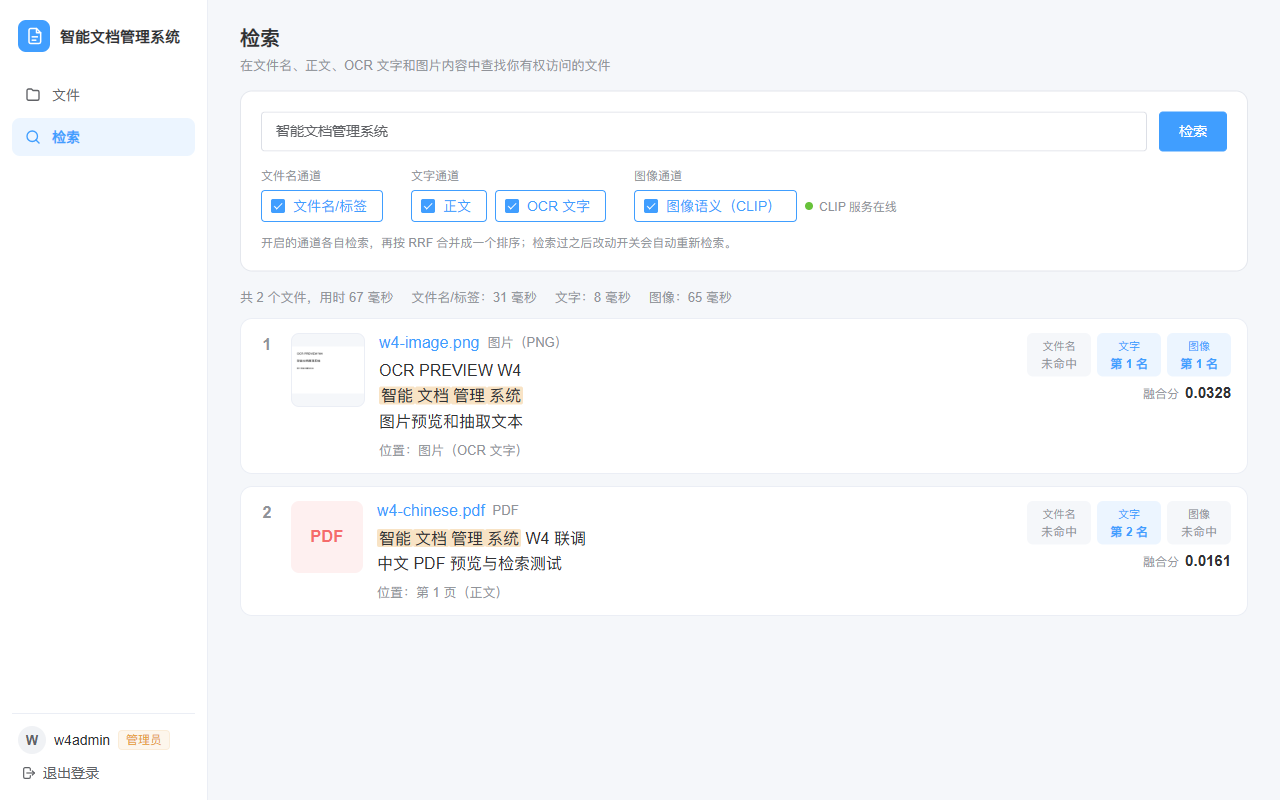 智能文档管理系统
文件
检索
检索
在文件名、正文、OCR 文字和图片内容中查找你有权访问的文件
智能文档管理系统
检索
文件名通道 文字通道 图像通道
文件名/标签 正文 OCR 文字 图像语义（CLIP） CLIP 服务在线
开启的通道各自检索，再按 RRF 合并成一个排序；检索过之后改动开关会自动重新检索。
共 2 个文件，用时 67 毫秒 文件名/标签：31 毫秒 文字：8 毫秒 图像：65 毫秒
1
w4-image.png 图片（PNG）
OCR PREVIEW W4
智能 文档 管理 系统
图片预览和抽取文本
位置：图片（OCR 文字）
文件名 未命中
文字 第 1 名
图像 第 1 名
融合分 0.0328
2
PDF
w4-chinese.pdf PDF
智能 文档 管理 系统 W4 联调
中文 PDF 预览与检索测试
位置：第 1 页（正文）
文件名 未命中
文字 第 2 名
图像 未命中
融合分 0.0161
W w4admin 管理员
退出登录